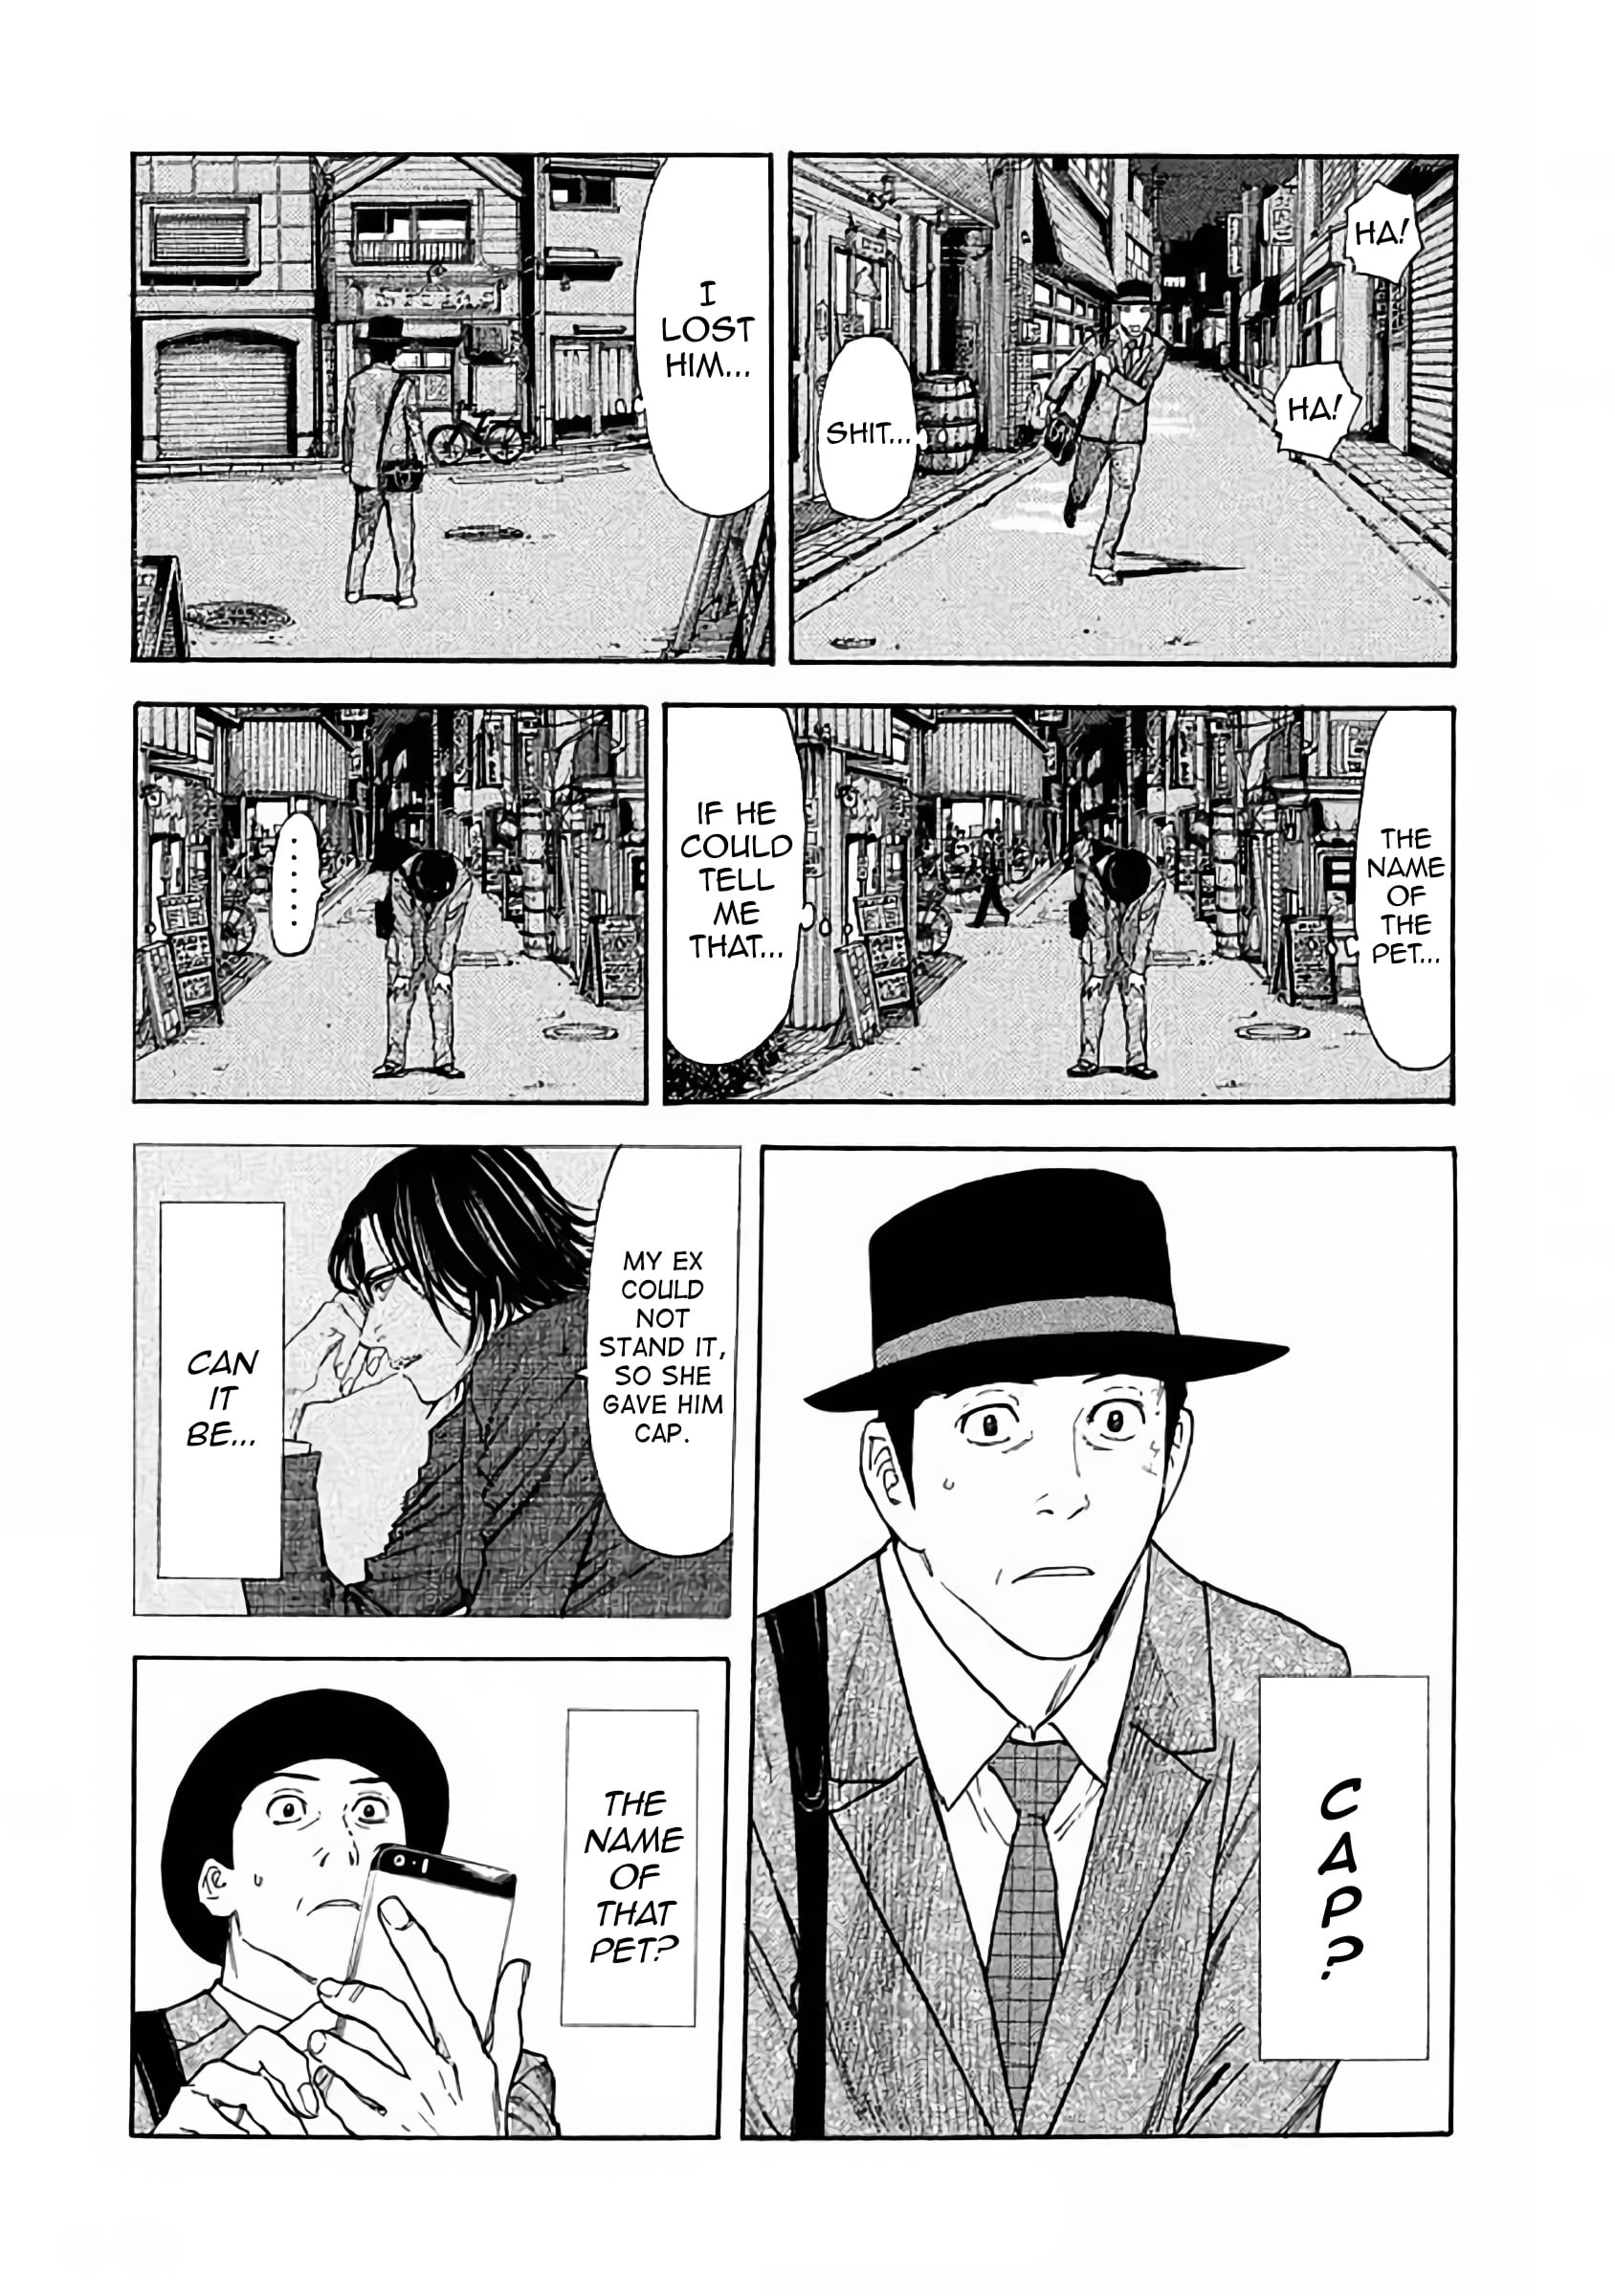 HA!
HA!
SHIT...
I
LOST
HIM...
THE
NAME
OF
THE
PET...
IF HE
COULD
TELL
ME
THAT...
......
CAP?
MY EX
COULD
NOT
STAND IT,
SO SHE
GAVE HIM
CAP.
CAN
IT
BE...
THE
NAME
OF
THAT
PET?